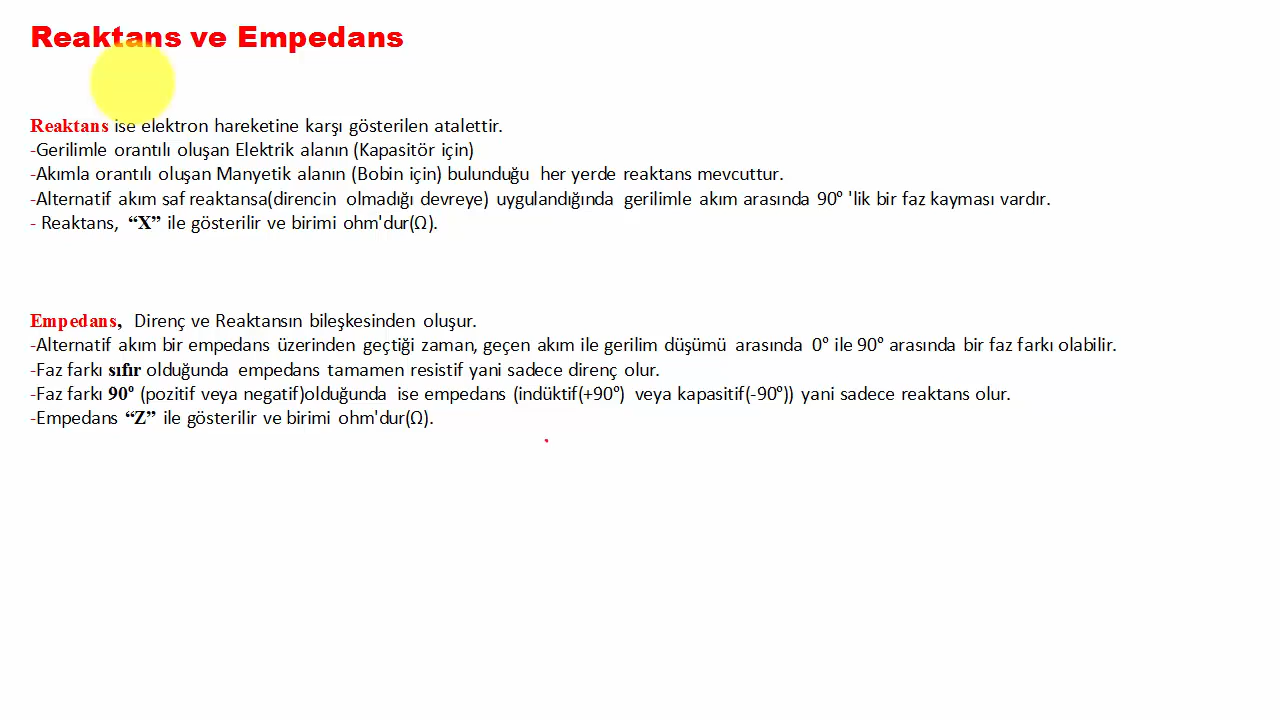 Reaktans ve Empedans
Reaktans ise elektron hareketine karşı gösterilen atalettir.
-Gerilimle orantılı oluşan Elektrik alanın (Kapasitör için)
-Akımla orantılı oluşan Manyetik alanın (Bobin için) bulunduğu her yerde reaktans mevcuttur.
-Alternatif akım saf reaktansa(direncin olmadığı devreye) uygulandığında gerilimle akım arasında 90º 'lik bir faz kayması vardır.
- Reaktans, “X” ile gösterilir ve birimi ohm'dur(Ω).
Empedans, Direnç ve Reaktansın bileşkesinden oluşur.
-Alternatif akım bir empedans üzerinden geçtiği zaman, geçen akım ile gerilim düşümü arasında 0º ile 90º arasında bir faz farkı olabilir.
-Faz farkı sıfır olduğunda empedans tamamen resistif yani sadece direnç olur.
-Faz farkı 90º (pozitif veya negatif)olduğunda ise empedans (indüktif(+90º) veya kapasitif(-90º)) yani sadece reaktans olur.
-Empedans “Z” ile gösterilir ve birimi ohm'dur(Ω).